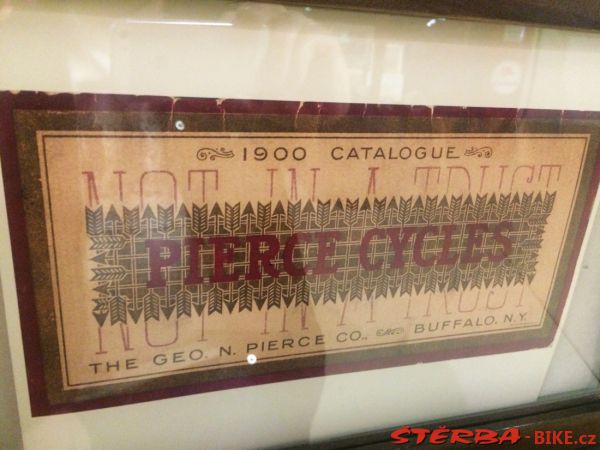 1900 CATALOGUE
NOT IN A TRUST
PIERCE CYCLES
NOT IN A TRUST
THE GEO. N. PIERCE CO., BUFFALO, N.Y.
ŠTĚRBA-BIKE.cz